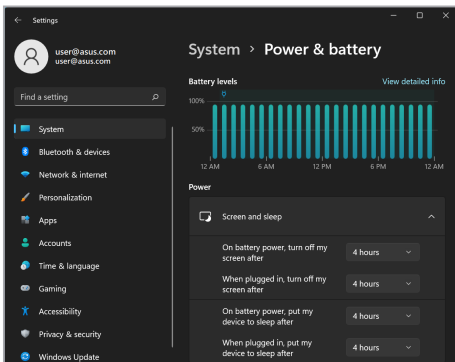 Settings
user@asus.com
user@asus.com
Find a setting
System
Bluetooth & devices
Network & internet
Personalization
Apps
Accounts
Time & language
Gaming
Accessibility
Privacy & security
Windows Update
System > Power & battery
Battery levels
View detailed info
100%
50%
12 AM
6 AM
12 PM
6 PM
12 AM
Power
Screen and sleep
On battery power, turn off my
screen after
4 hours
When plugged in, turn off my
screen after
4 hours
On battery power, put my
device to sleep after
4 hours
When plugged in, put my
device to sleep after
4 hours